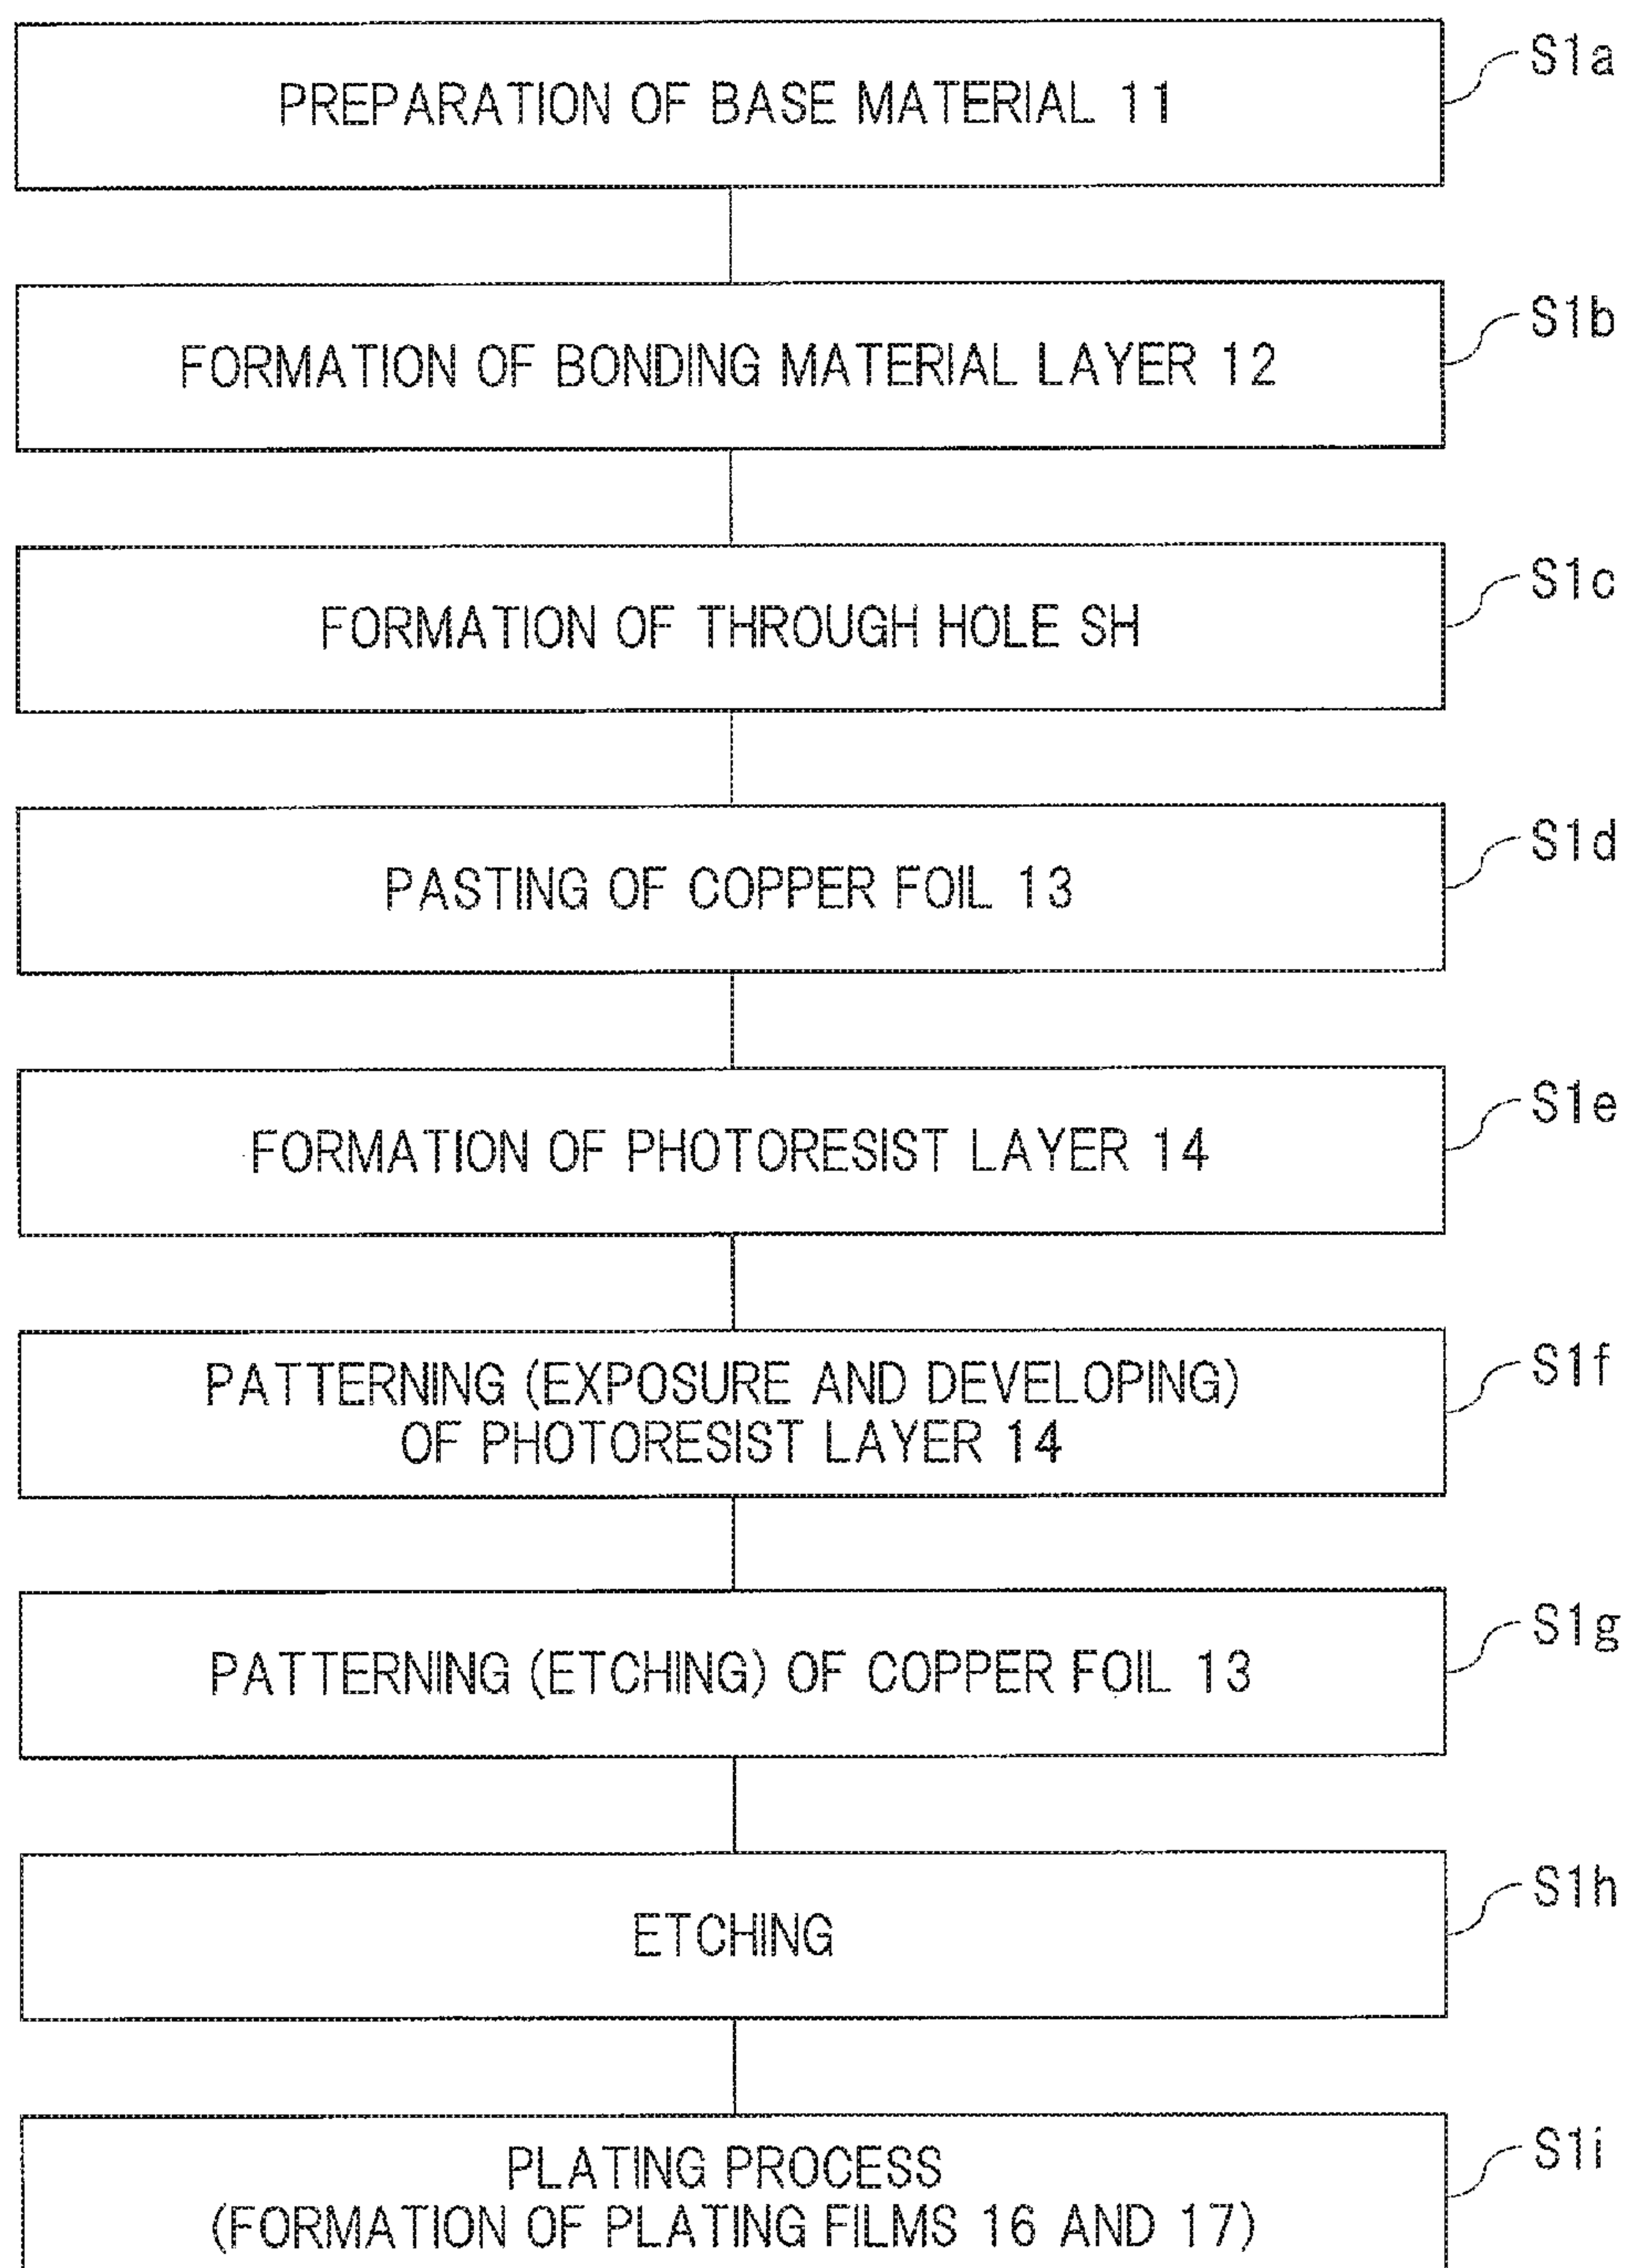 PREPARATION OF BASE MATERIAL 11
S1a
FORMATION OF BONDING MATERIAL LAYER 12
S1b
FORMATION OF THROUGH HOLE SH
S1c
PASTING OF COPPER FOIL 13
S1d
FORMATION OF PHOTORESIST LAYER 14
S1e
PATTERNING (EXPOSURE AND DEVELOPING)
OF PHOTORESIST LAYER 14
S1f
PATTERNING (ETCHING) OF COPPER FOIL 13
S1g
ETCHING
S1h
PLATING PROCESS
(FORMATION OF PLATING FILMS 16 AND 17)
S1i